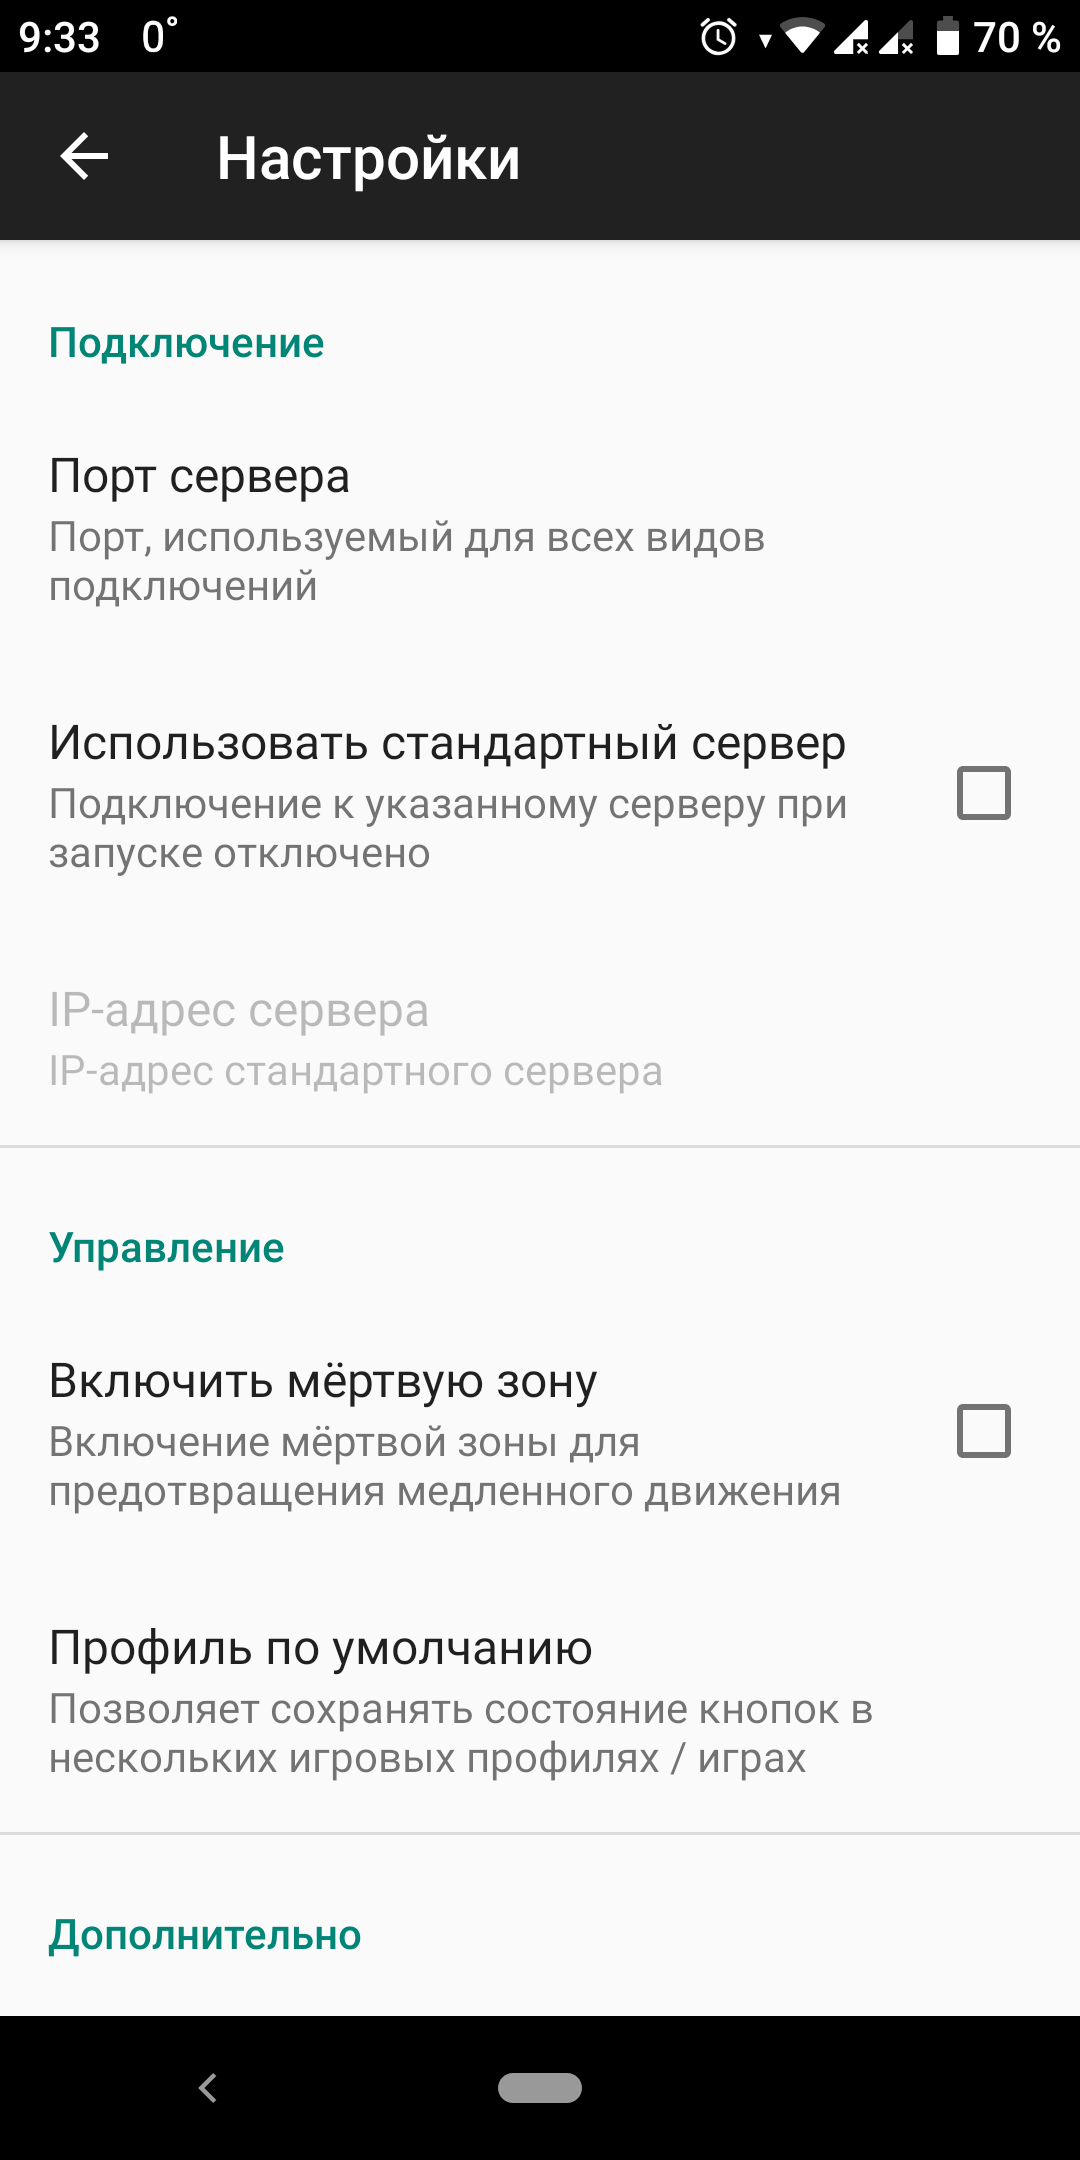 9:33 0° 70 %
Настройки
Подключение
Порт сервера
Порт, используемый для всех видов
подключений
Использовать стандартный сервер
Подключение к указанному серверу при
запуске отключено
IP-адрес сервера
IP-адрес стандартного сервера
Управление
Включить мёртвую зону
Включение мёртвой зоны для
предотвращения медленного движения
Профиль по умолчанию
Позволяет сохранять состояние кнопок в
нескольких игровых профилях / играх
Дополнительно